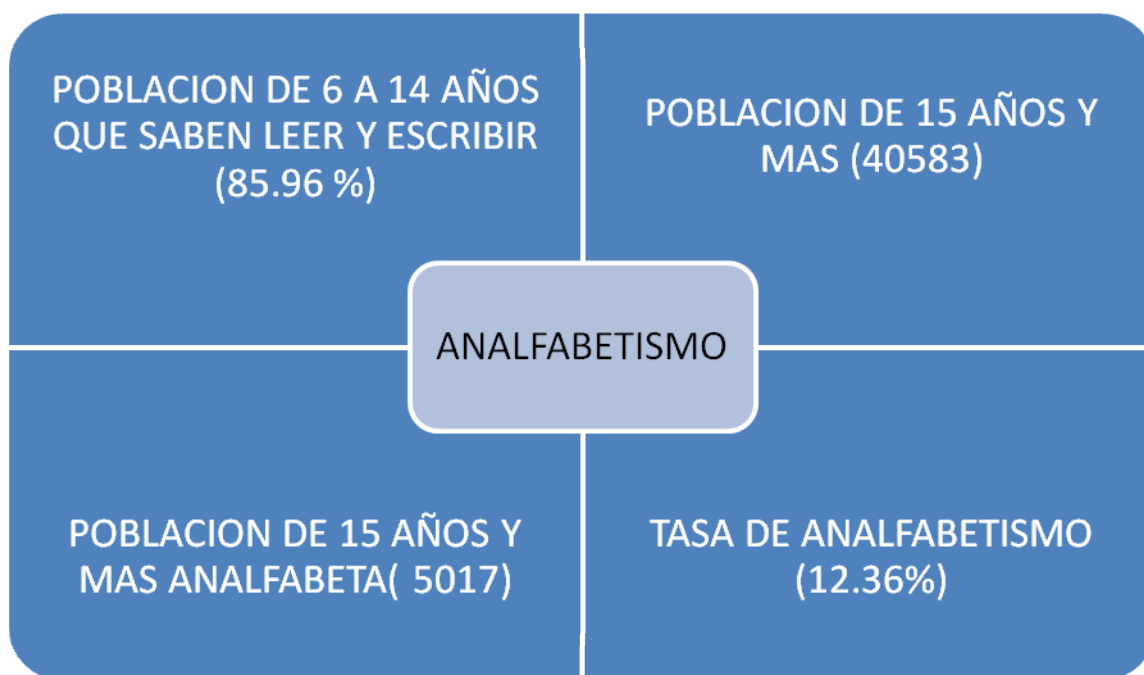 POBLACION DE 6 A 14 AÑOS
QUE SABEN LEER Y ESCRIBIR
(85.96 %)
POBLACION DE 15 AÑOS Y
MAS (40583)
ANALFABETISMO
POBLACION DE 15 AÑOS Y
MAS ANALFABETA( 5017)
TASA DE ANALFABETISMO
(12.36%)